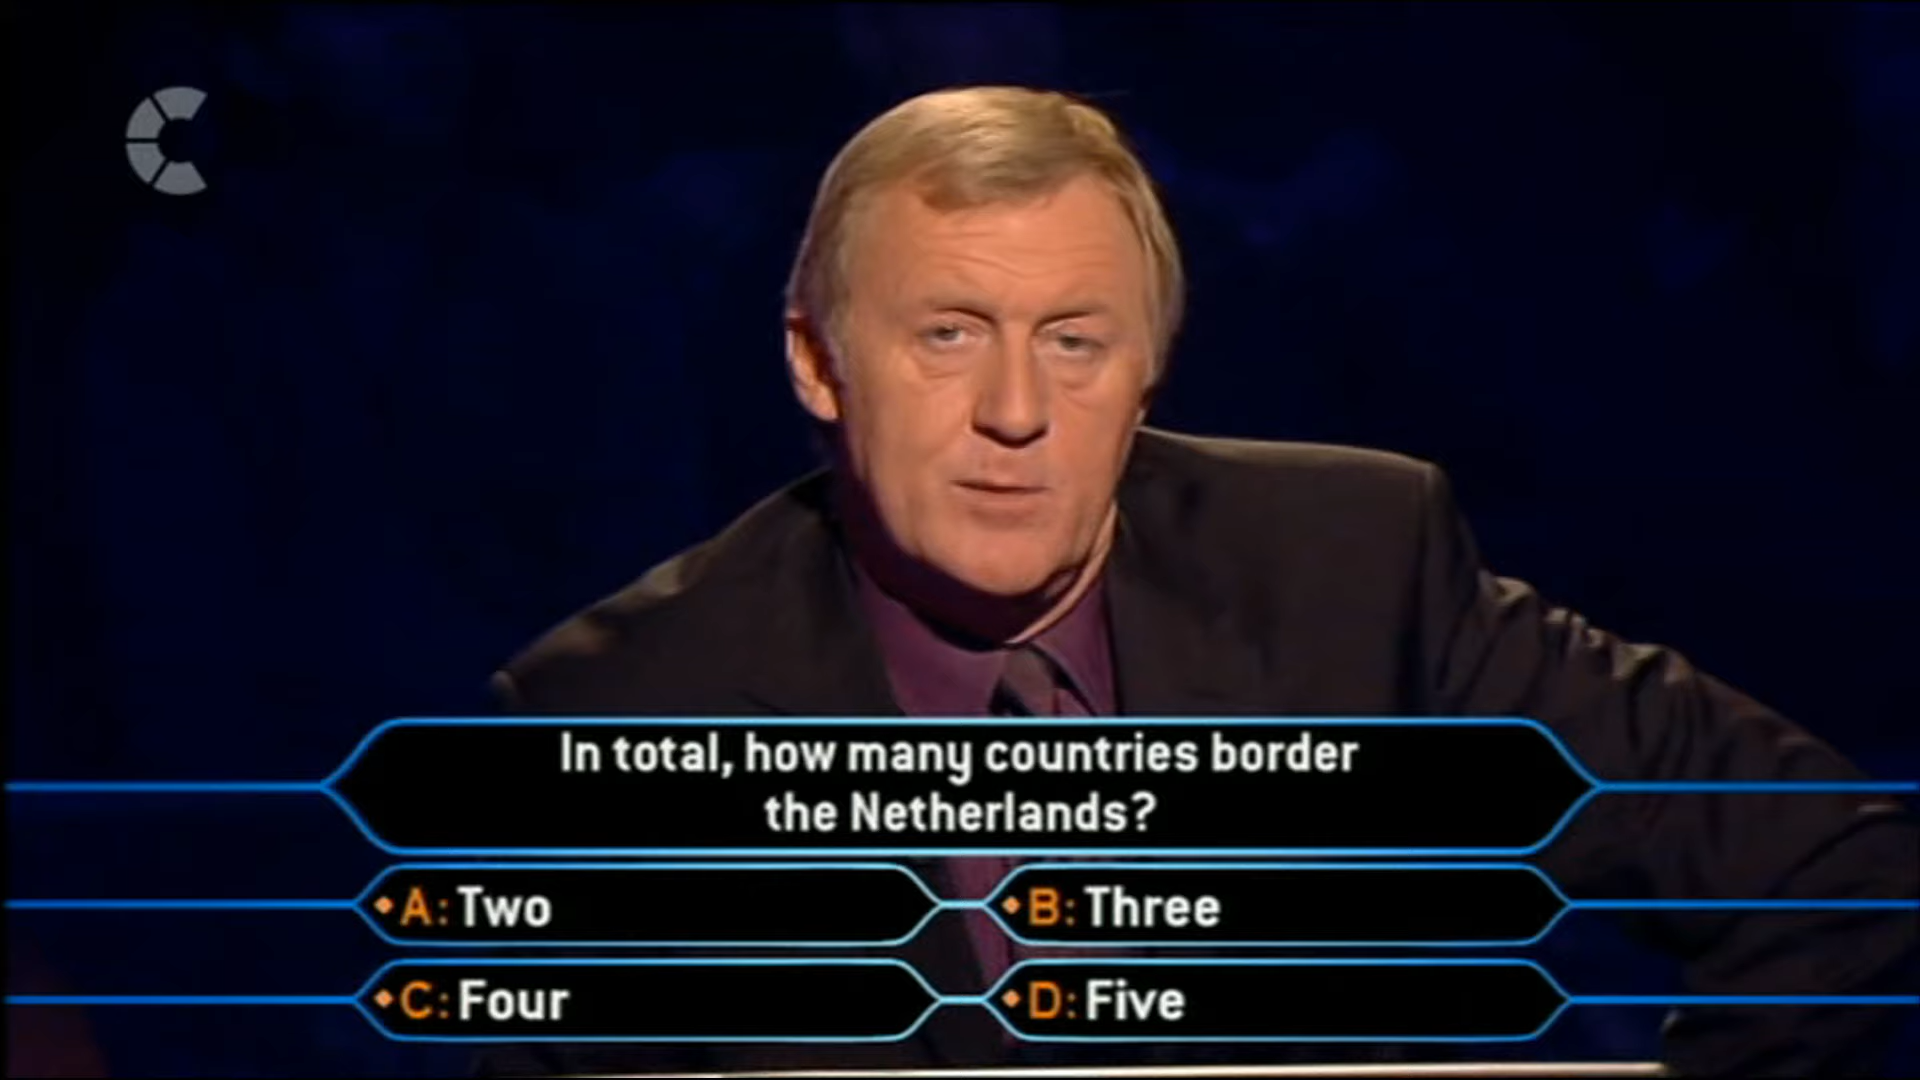 In total, how many countries border
the Netherlands?
A: Two
B: Three
C: Four
D: Five